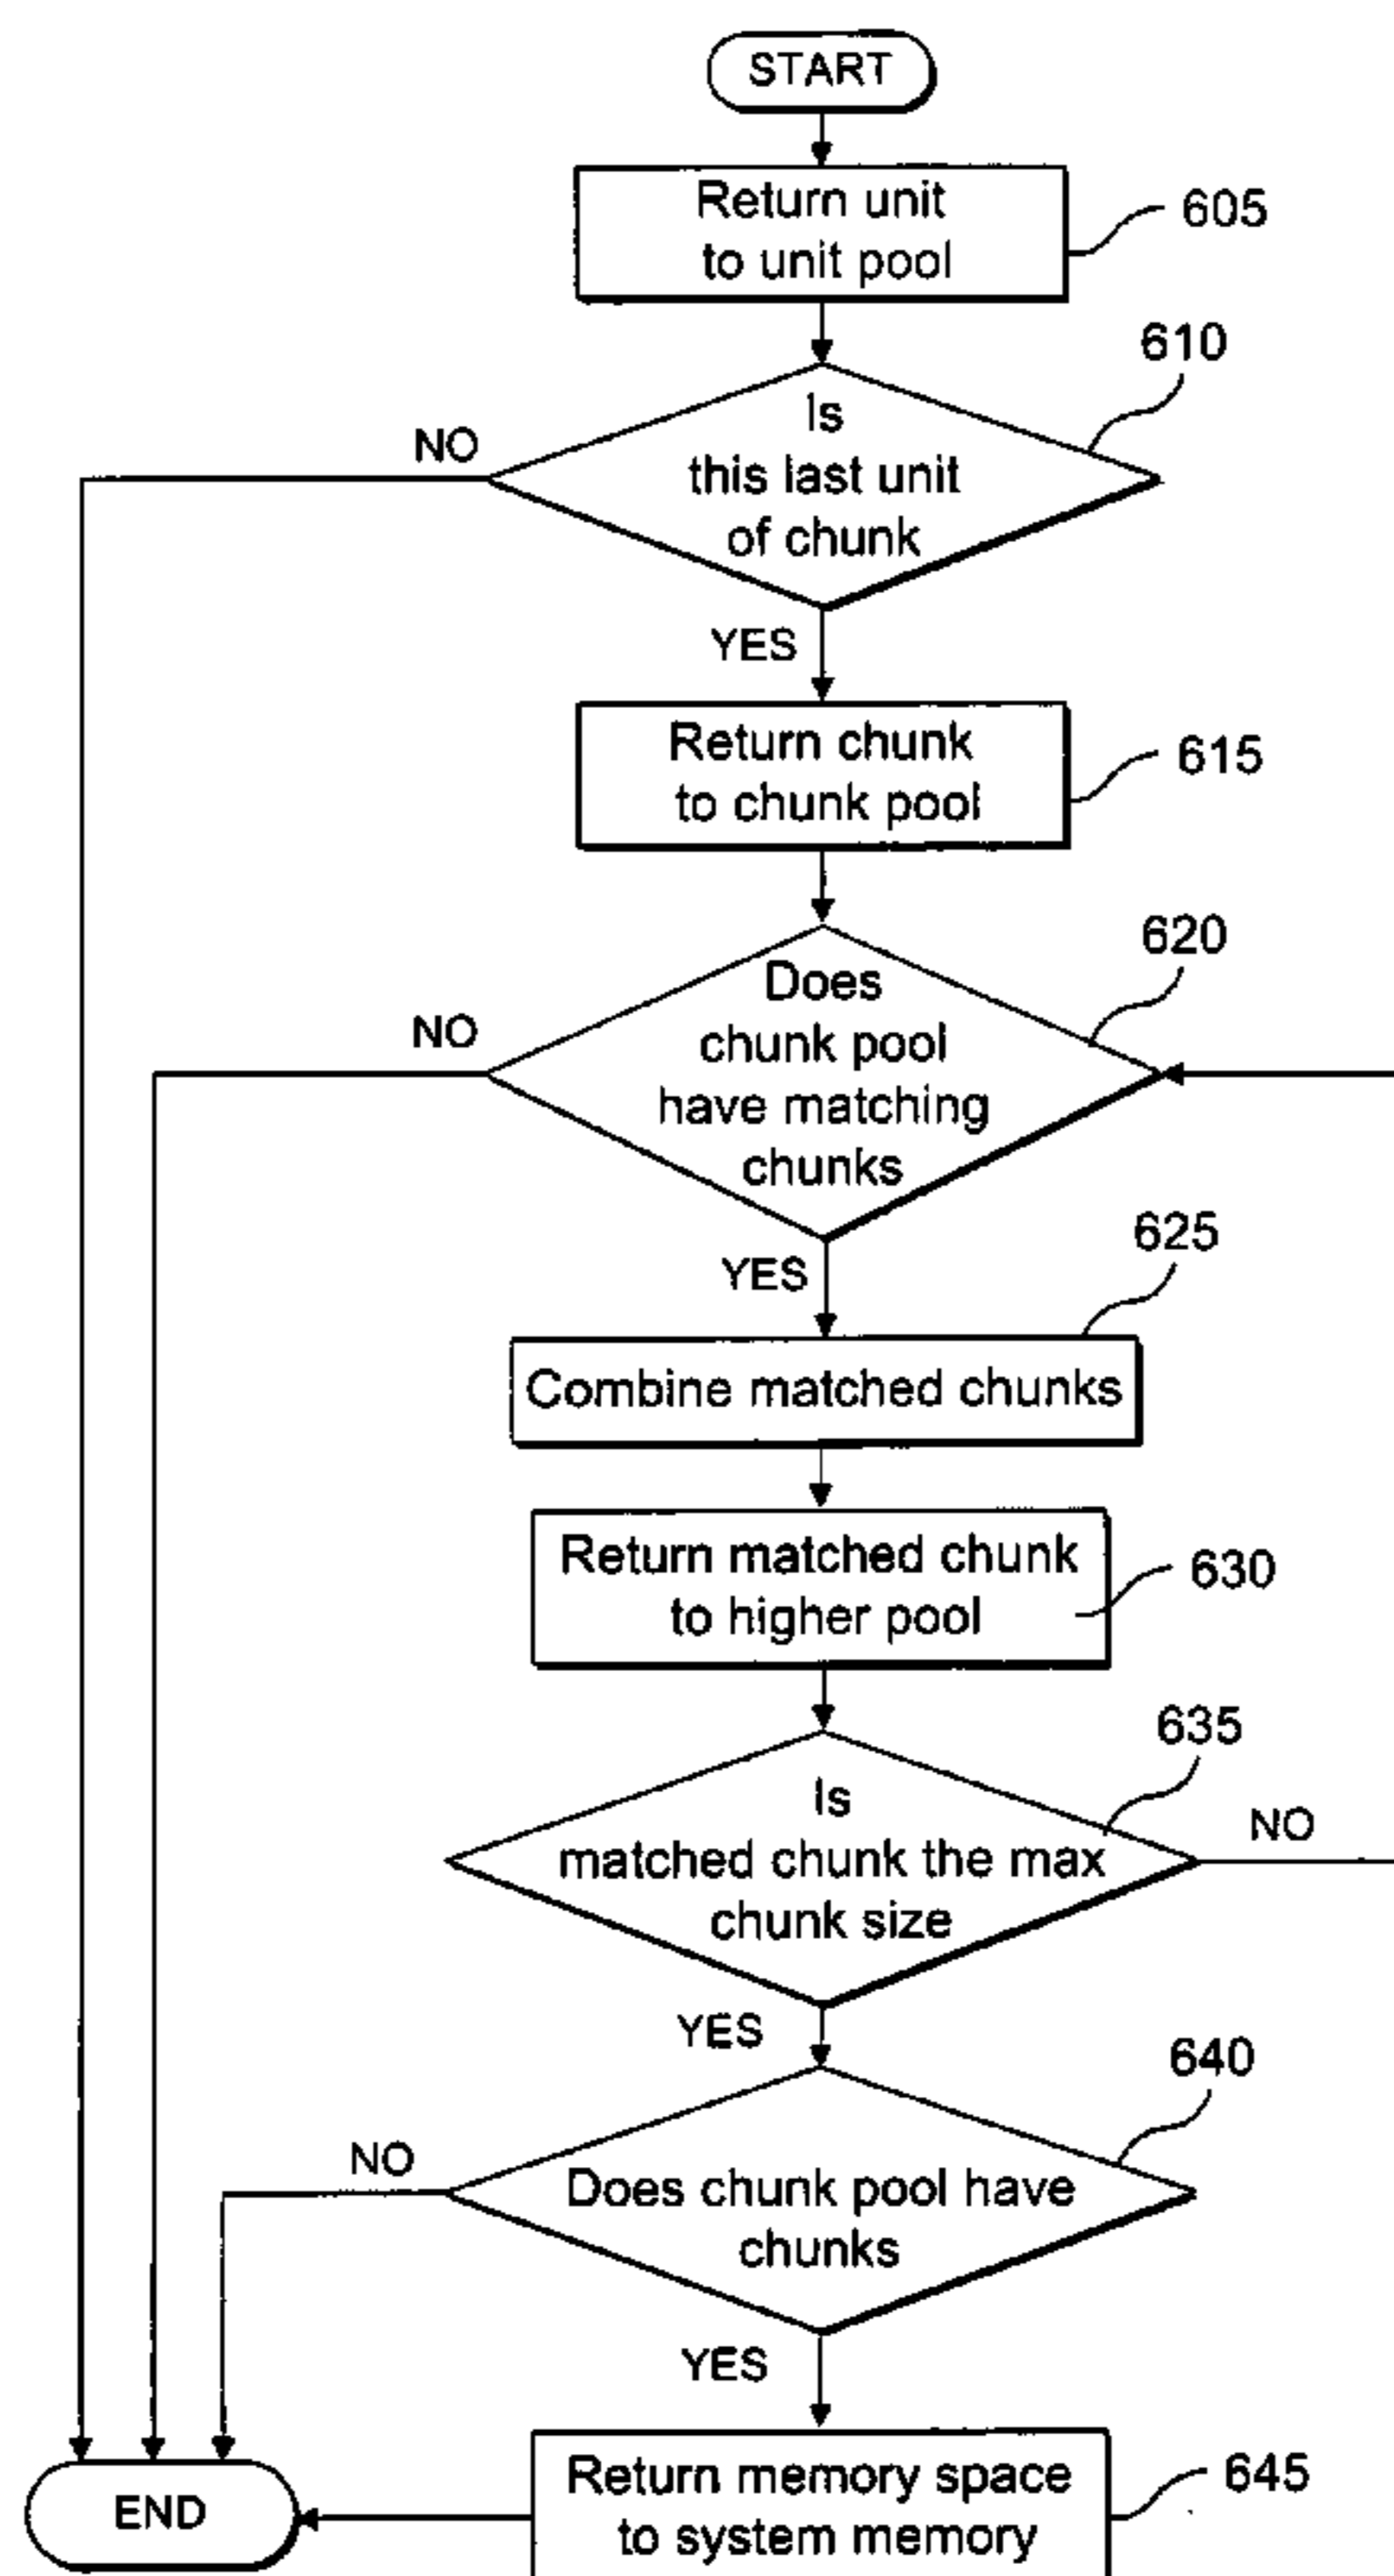 START
Return unit
to unit pool
605
610
Is
this last unit
of chunk
NO
YES
Return chunk
to chunk pool
615
620
Does
chunk pool
have matching
chunks
NO
YES
625
Combine matched chunks
Return matched chunk
to higher pool
630
635
Is
matched chunk the max
chunk size
NO
YES
640
Does chunk pool have
chunks
NO
YES
Return memory space
to system memory
645
END